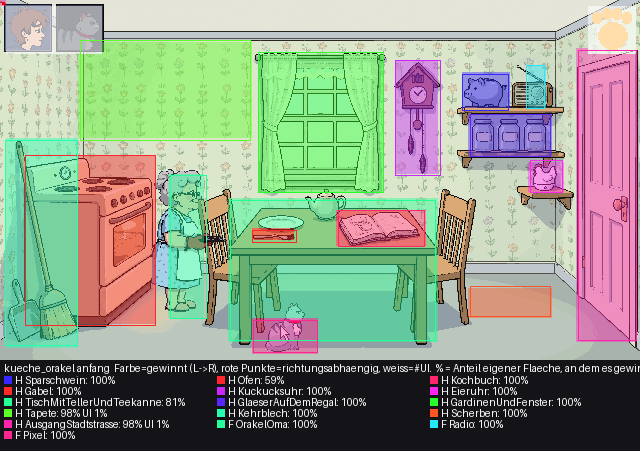 kueche_orakel anfang Farbe=gewinnt (L->R), rote Punkte=richtungsabhaengig, weiss=#UI. % = Anteil eigener Flaeche, an dem es gewin
H Sparschwein: 100%
H Ofen: 59%
H Kochbuch: 100%
H Gabel: 100%
H Kuckucksuhr: 100%
H Eieruhr: 100%
H TischMitTellerUndTeekanne: 81%
H GlaeserAufDemRegal: 100%
H GardinenUndFenster: 100%
H Tapete: 98% UI 1%
H Kehrblech: 100%
H Scherben: 100%
H AusgangStadtstrasse: 98% UI 1%
F OrakelOma: 100%
F Radio: 100%
F Pixel: 100%